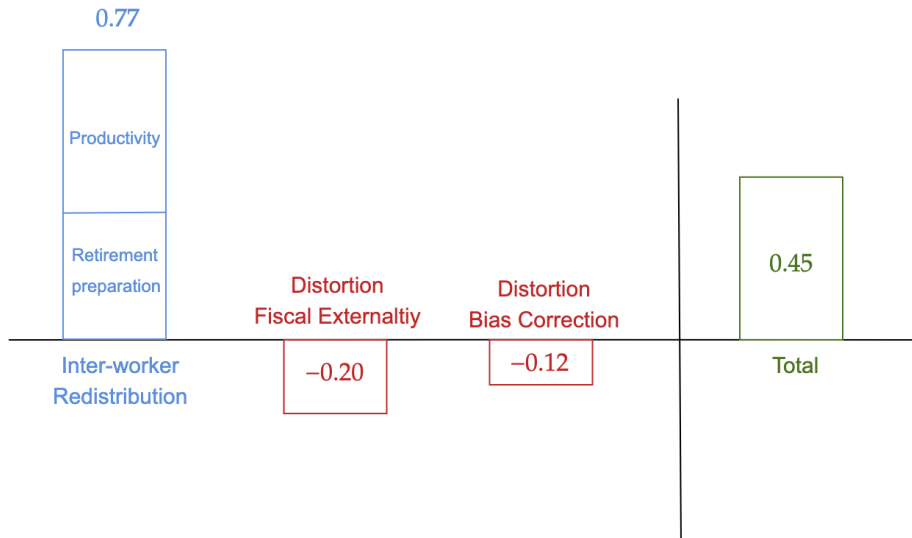 0.77
Productivity
Retirement
preparation
Inter-worker
Redistribution
Distortion
Fiscal Externaltiy
−0.20
Distortion
Bias Correction
−0.12
0.45
Total